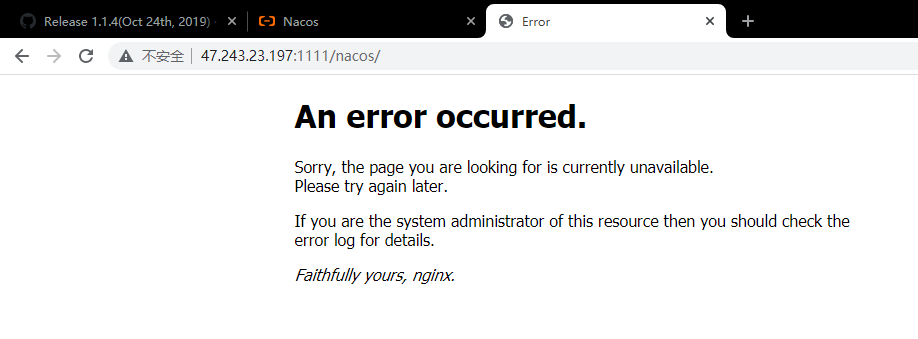 Release 1.1.4(Oct 24th, 2019)
Nacos
Error
不安全 47.243.23.197:1111/nacos/
An error occurred.
Sorry, the page you are looking for is currently unavailable.
Please try again later.
If you are the system administrator of this resource then you should check the
error log for details.
Faithfully yours, nginx.